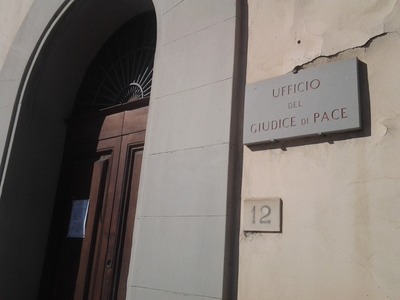 UFFICIO
DEL
GIUDICE DI PACE
12